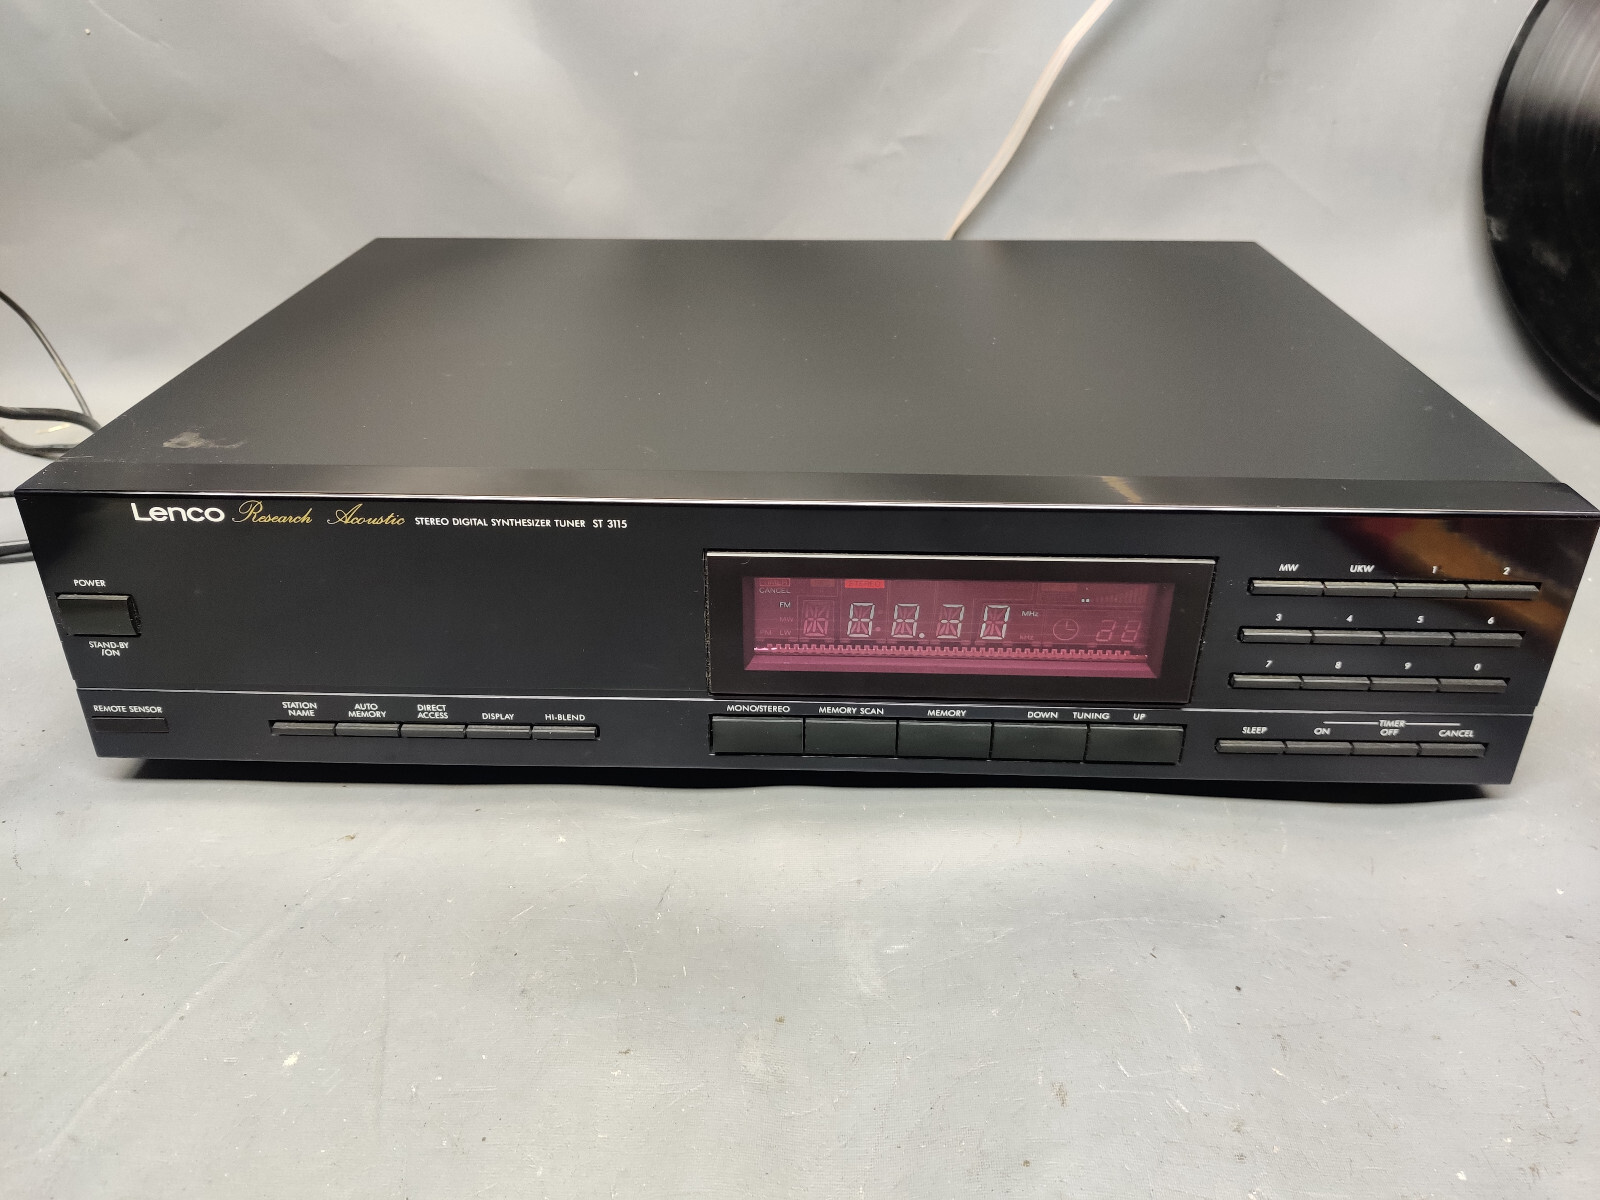 Lenco Research Acoustic STEREO DIGITAL SYNTHESIZER TUNER ST 3115
POWER
STAND-BY
/ON
REMOTE SENSOR
STATION
NAME
AUTO
MEMORY
DIRECT
ACCESS
DISPLAY
HI-BLEND
CANCEL
FM
MW
LW
MHz
kHz
MONO/STEREO
MEMORY SCAN
MEMORY
DOWN TUNING UP
MW UKW 1 2
3 4 5 6
7 8 9 0
TIMER
SLEEP ON OFF CANCEL